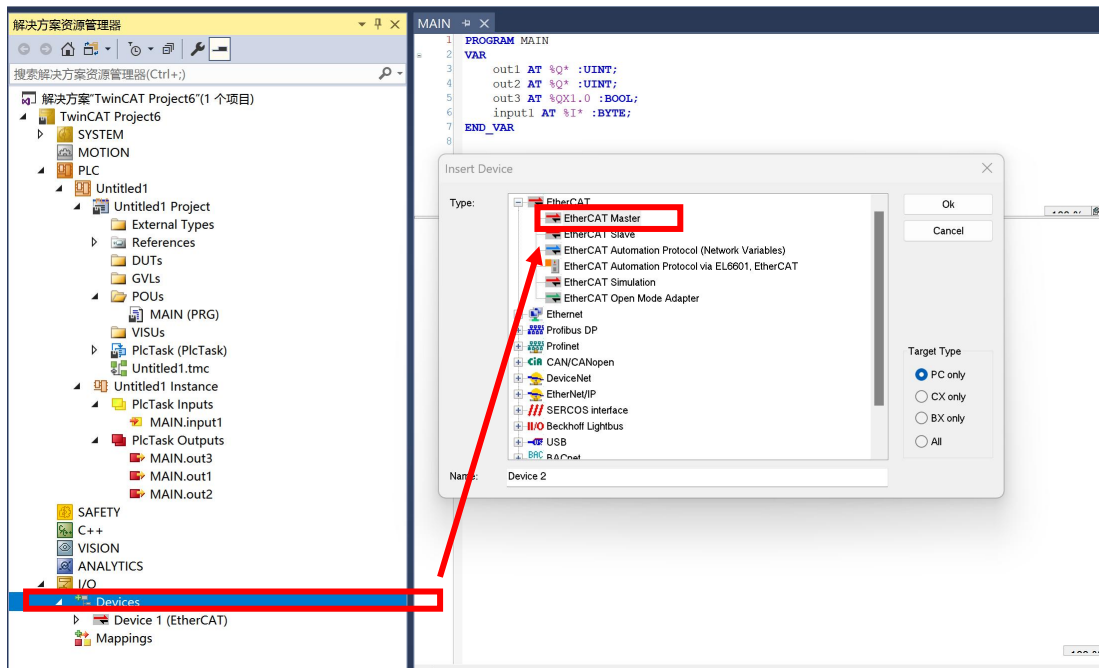 解决方案资源管理器
搜索解决方案资源管理器(Ctrl+;)
解决方案"TwinCAT Project6"(1 个项目)
TwinCAT Project6
SYSTEM
MOTION
PLC
Untitled1
Untitled1 Project
External Types
References
DUTs
GVLs
POUs
MAIN (PRG)
VISUs
PlcTask (PlcTask)
Untitled1.tmc
Untitled1 Instance
PlcTask Inputs
MAIN.input1
PlcTask Outputs
MAIN.out3
MAIN.out1
MAIN.out2
SAFETY
C++
VISION
ANALYTICS
I/O
Devices
Device 1 (EtherCAT)
Mappings
MAIN
1 PROGRAM MAIN
2 VAR
3 out1 AT %Q* :UINT;
4 out2 AT %Q* :UINT;
5 out3 AT %QX1.0 :BOOL;
6 input1 AT %I* :BYTE;
7 END_VAR
8
Insert Device
Type:
EtherCAT
EtherCAT Master
EtherCAT Slave
EtherCAT Automation Protocol (Network Variables)
EtherCAT Automation Protocol via EL6601, EtherCAT
EtherCAT Simulation
EtherCAT Open Mode Adapter
Ethernet
Profibus DP
Profinet
CiA CAN/CANopen
DeviceNet
EtherNet/IP
SERCOS interface
I/O Beckhoff Lightbus
USB
BAC BACnet
Ok
Cancel
Target Type
PC only
CX only
BX only
All
Name:
Device 2